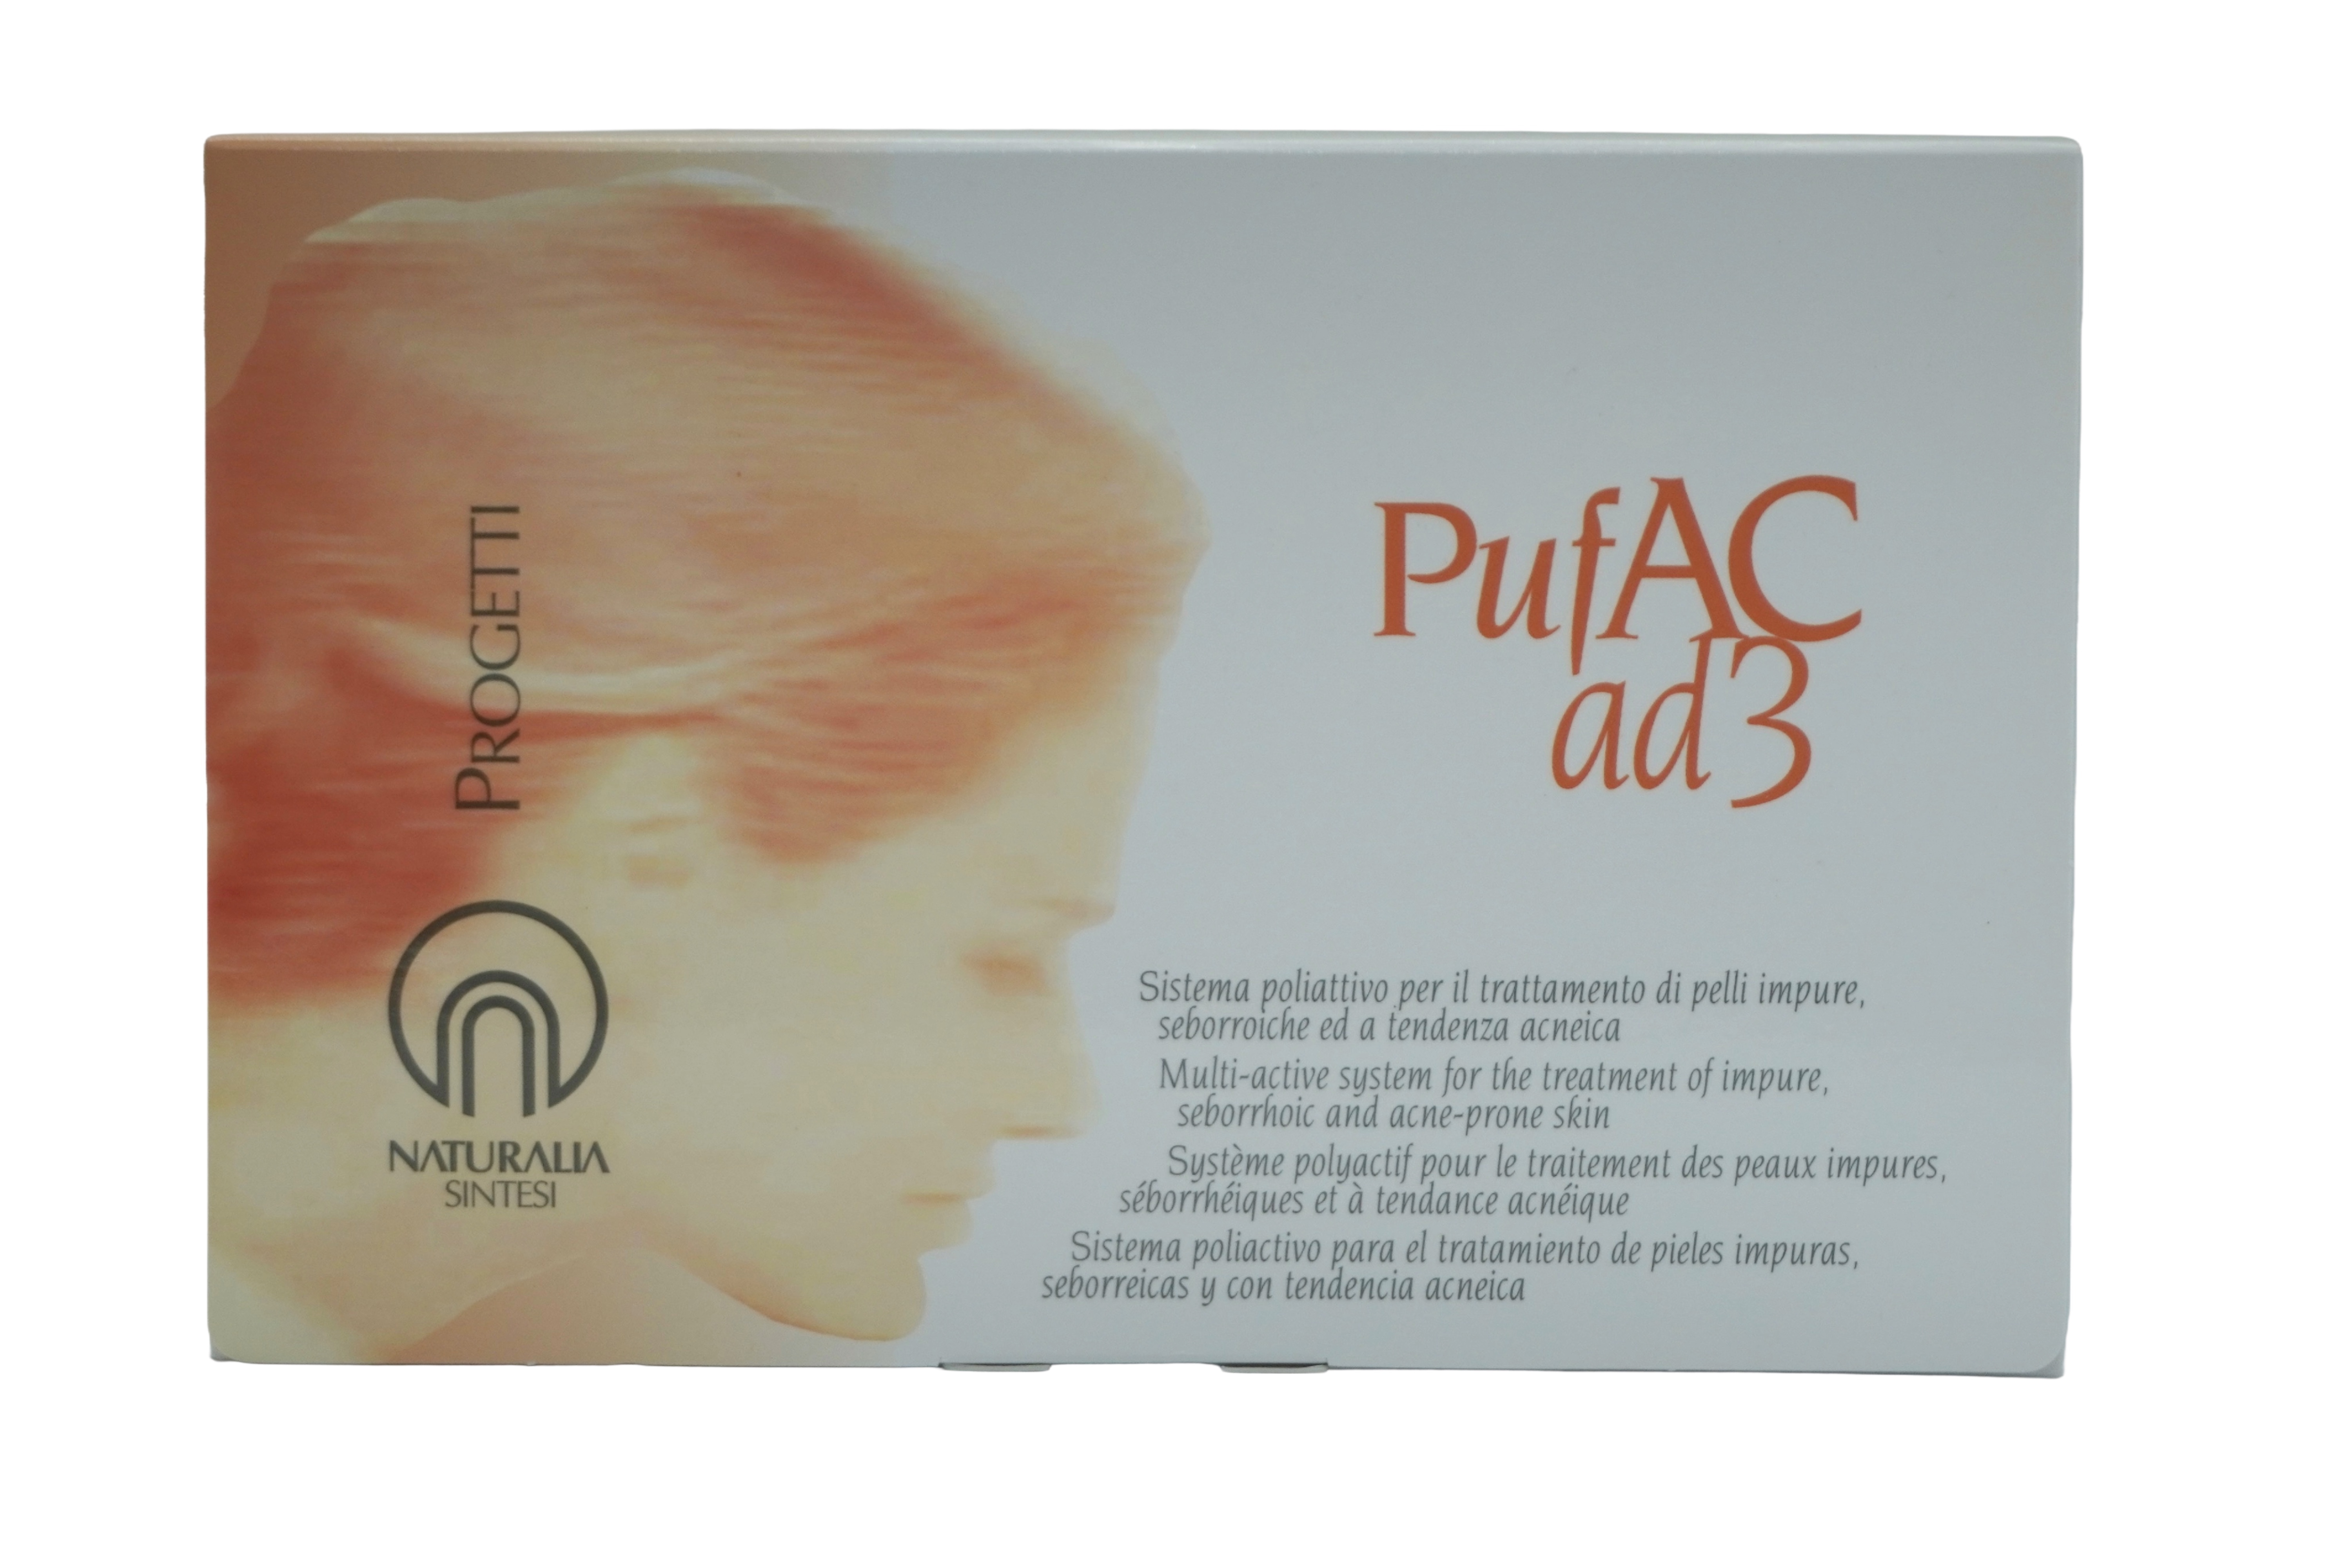 PROGETTI
NATURALIA
SINTESI
PufAC
ad3
Sistema poliattivo per il trattamento di pelli impure,
seborroiche ed a tendenza acneica
Multi-active system for the treatment of impure,
seborrhoic and acne-prone skin
Système polyactif pour le traitement des peaux impures,
séborrhéiques et à tendance acnéique
Sistema poliactivo para el tratamiento de pieles impuras,
seborreicas y con tendencia acneica